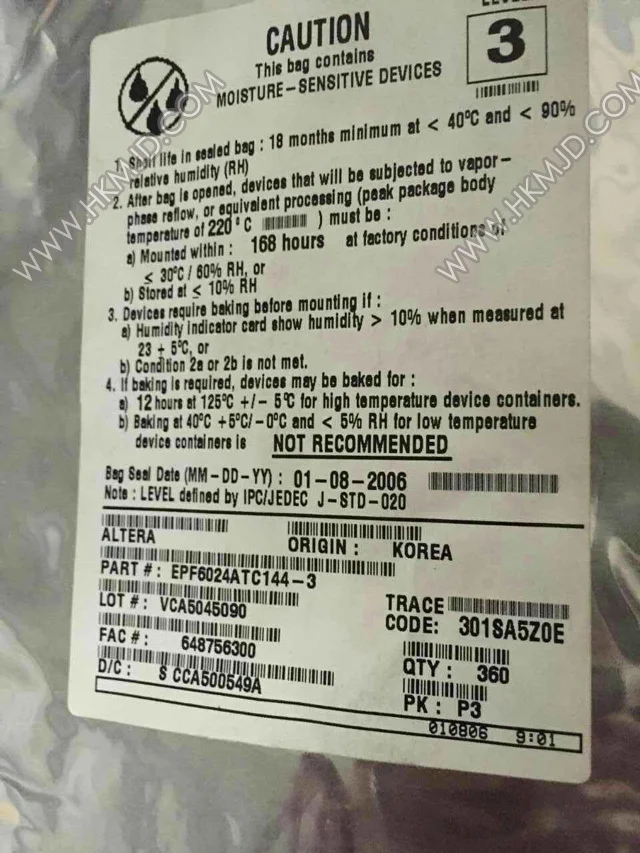 LEVEL
3
CAUTION
This bag contains
MOISTURE-SENSITIVE DEVICES
1. Shelf life in sealed bag : 18 months minimum at < 40°C and < 90%
relative humidity (RH)
2. After bag is opened, devices that will be subjected to vapor-
phase reflow, or equivalent processing (peak package body
temperature of 220°C ) must be :
a) Mounted within : 168 hours at factory conditions of
≤ 30°C / 60% RH, or
b) Stored at ≤ 10% RH
3. Devices require baking before mounting if :
a) Humidity indicator card show humidity > 10% when measured at
23 ± 5°C, or
b) Condition 2a or 2b is not met.
4. If baking is required, devices may be baked for :
a) 12 hours at 125°C +/- 5°C for high temperature device containers.
b) Baking at 40°C +5°C/-0°C and < 5% RH for low temperature
device containers is NOT RECOMMENDED
Bag Seal Date (MM-DD-YY) : 01-08-2006
Note : LEVEL defined by IPC/JEDEC J-STD-020
ALTERA ORIGIN : KOREA
PART #: EPF6024ATC144-3
LOT #: VCA5045090 TRACE
CODE: 301SA5Z0E
FAC #: 648756300
QTY : 360
D/C : S CCA500549A
PK : P3
010806 9:01
WWW.HKMJD.COM
WWW.HKMJD.COM